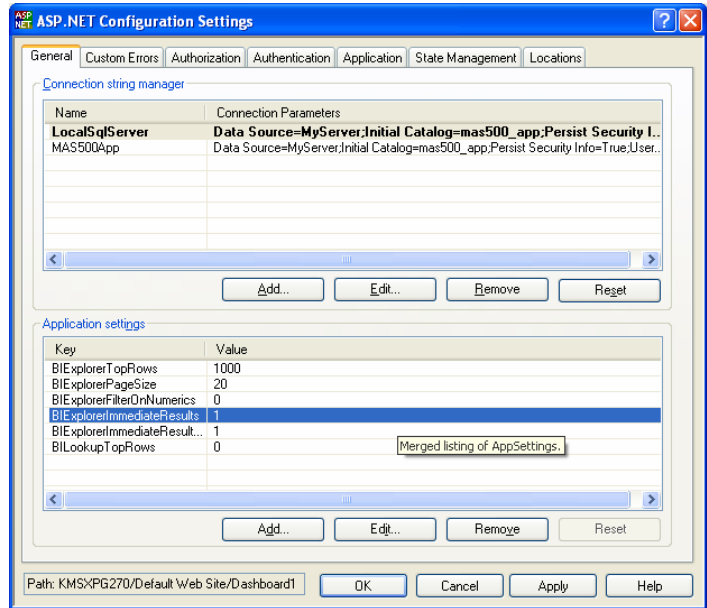 ASP.NET Configuration Settings
General Custom Errors Authorization Authentication Application State Management Locations
Connection string manager
Name Connection Parameters
LocalSqlServer Data Source=MyServer;Initial Catalog=mas500_app;Persist Security I..
MAS500App Data Source=MyServer;Initial Catalog=mas500_app;Persist Security Info=True;User..
Add... Edit... Remove Reset
Application settings
Key Value
BIExplorerTopRows 1000
BIExplorerPageSize 20
BIExplorerFilterOnNumerics 0
BIExplorerImmediateResults 1
BIExplorerImmediateResult... 1
BILookupTopRows 0
Merged listing of AppSettings.
Add... Edit... Remove Reset
Path: KMSXPG270/Default Web Site/Dashboard1 OK Cancel Apply Help